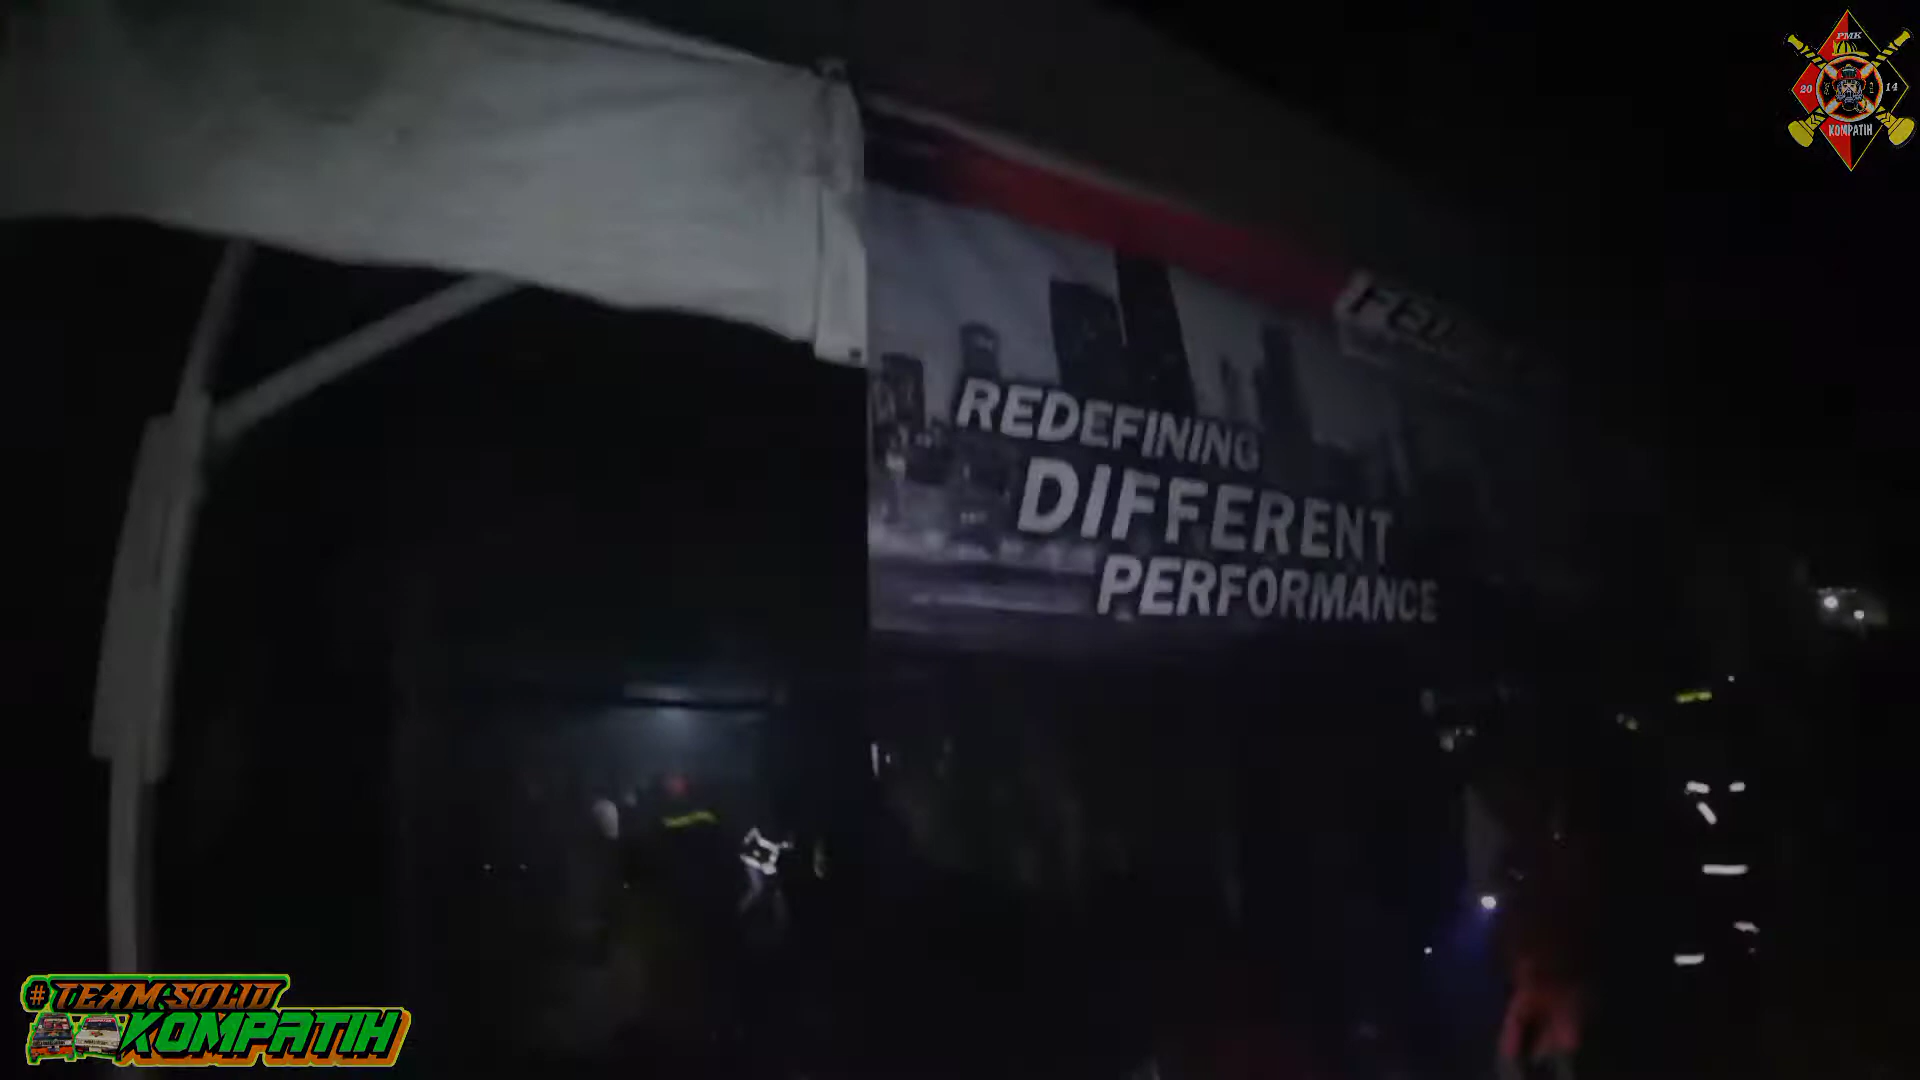 PMK
20 14
KOMPATIH
REDEFINING
DIFFERENT
PERFORMANCE
#TEAM SOLID
KOMPATIH